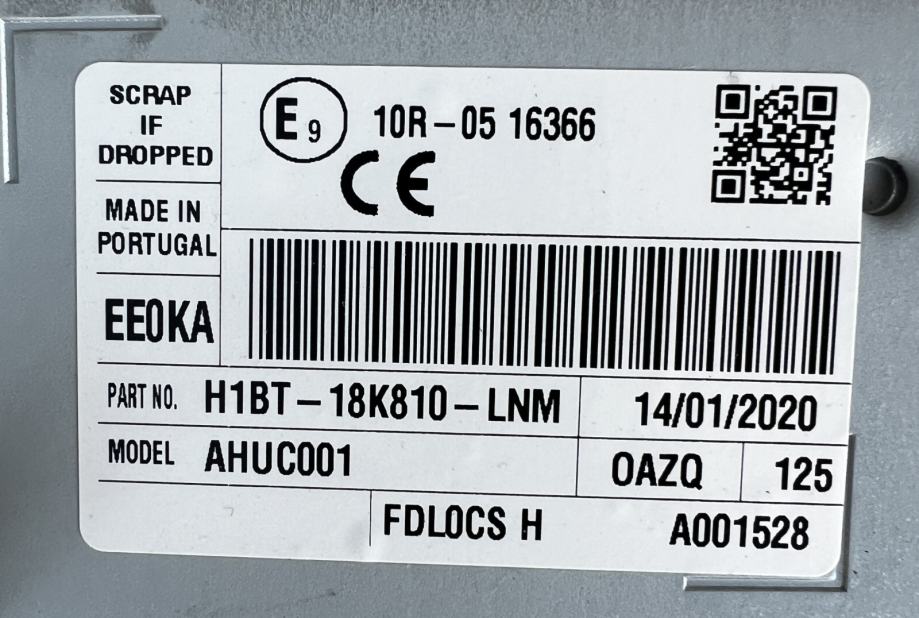 SCRAP
IF
DROPPED
E9 10R-05 16366
CE
MADE IN
PORTUGAL
EE0KA
PART NO. H1BT-18K810-LNM 14/01/2020
MODEL AHUC001 OAZQ 125
FDLOCS H A001528